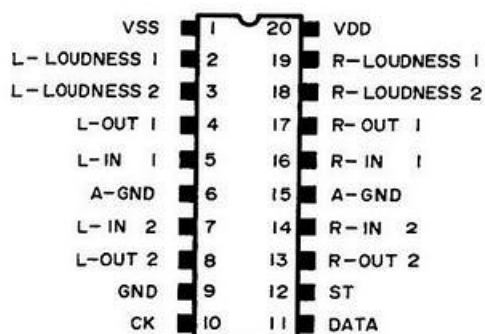 VSS 1 20 VDD
L-LOUDNESS 1 2 19 R-LOUDNESS 1
L-LOUDNESS 2 3 18 R-LOUDNESS 2
L-OUT 1 4 17 R-OUT 1
L-IN 1 5 16 R-IN 1
A-GND 6 15 A-GND
L-IN 2 7 14 R-IN 2
L-OUT 2 8 13 R-OUT 2
GND 9 12 ST
CK 10 11 DATA